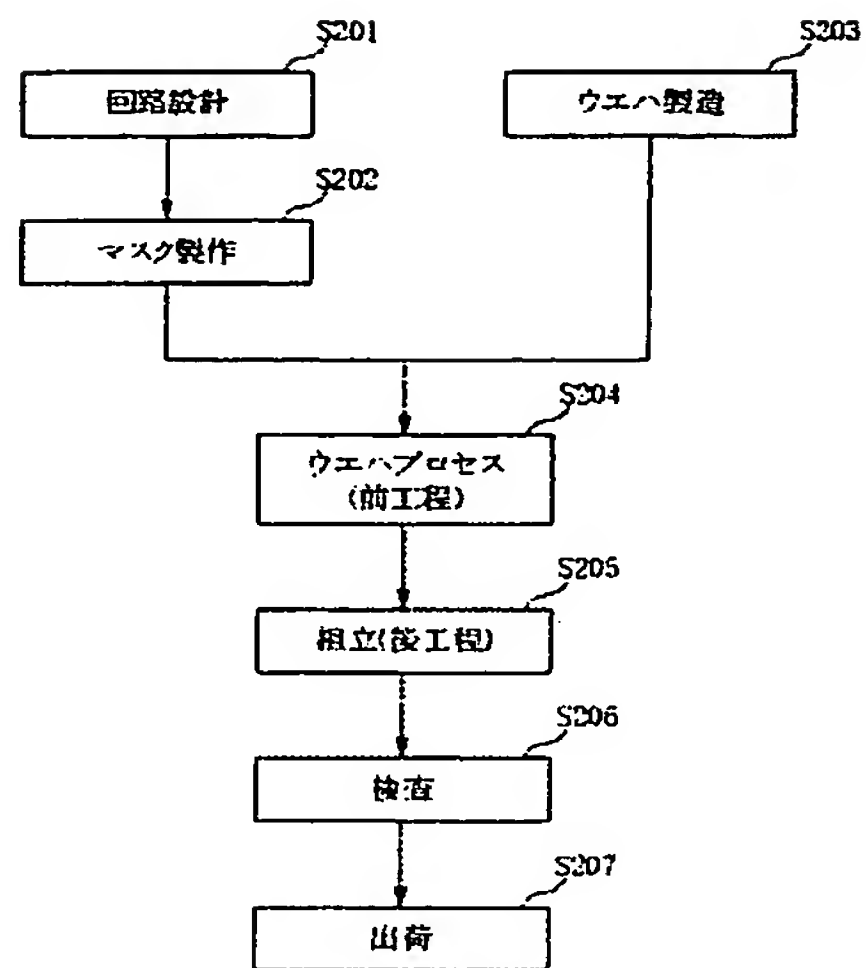 S201
回路設計
S203
ウエハ製造
S202
マスク製作
S204
ウエハプロセス
(前工程)
S205
組立(後工程)
S206
検査
S207
出荷